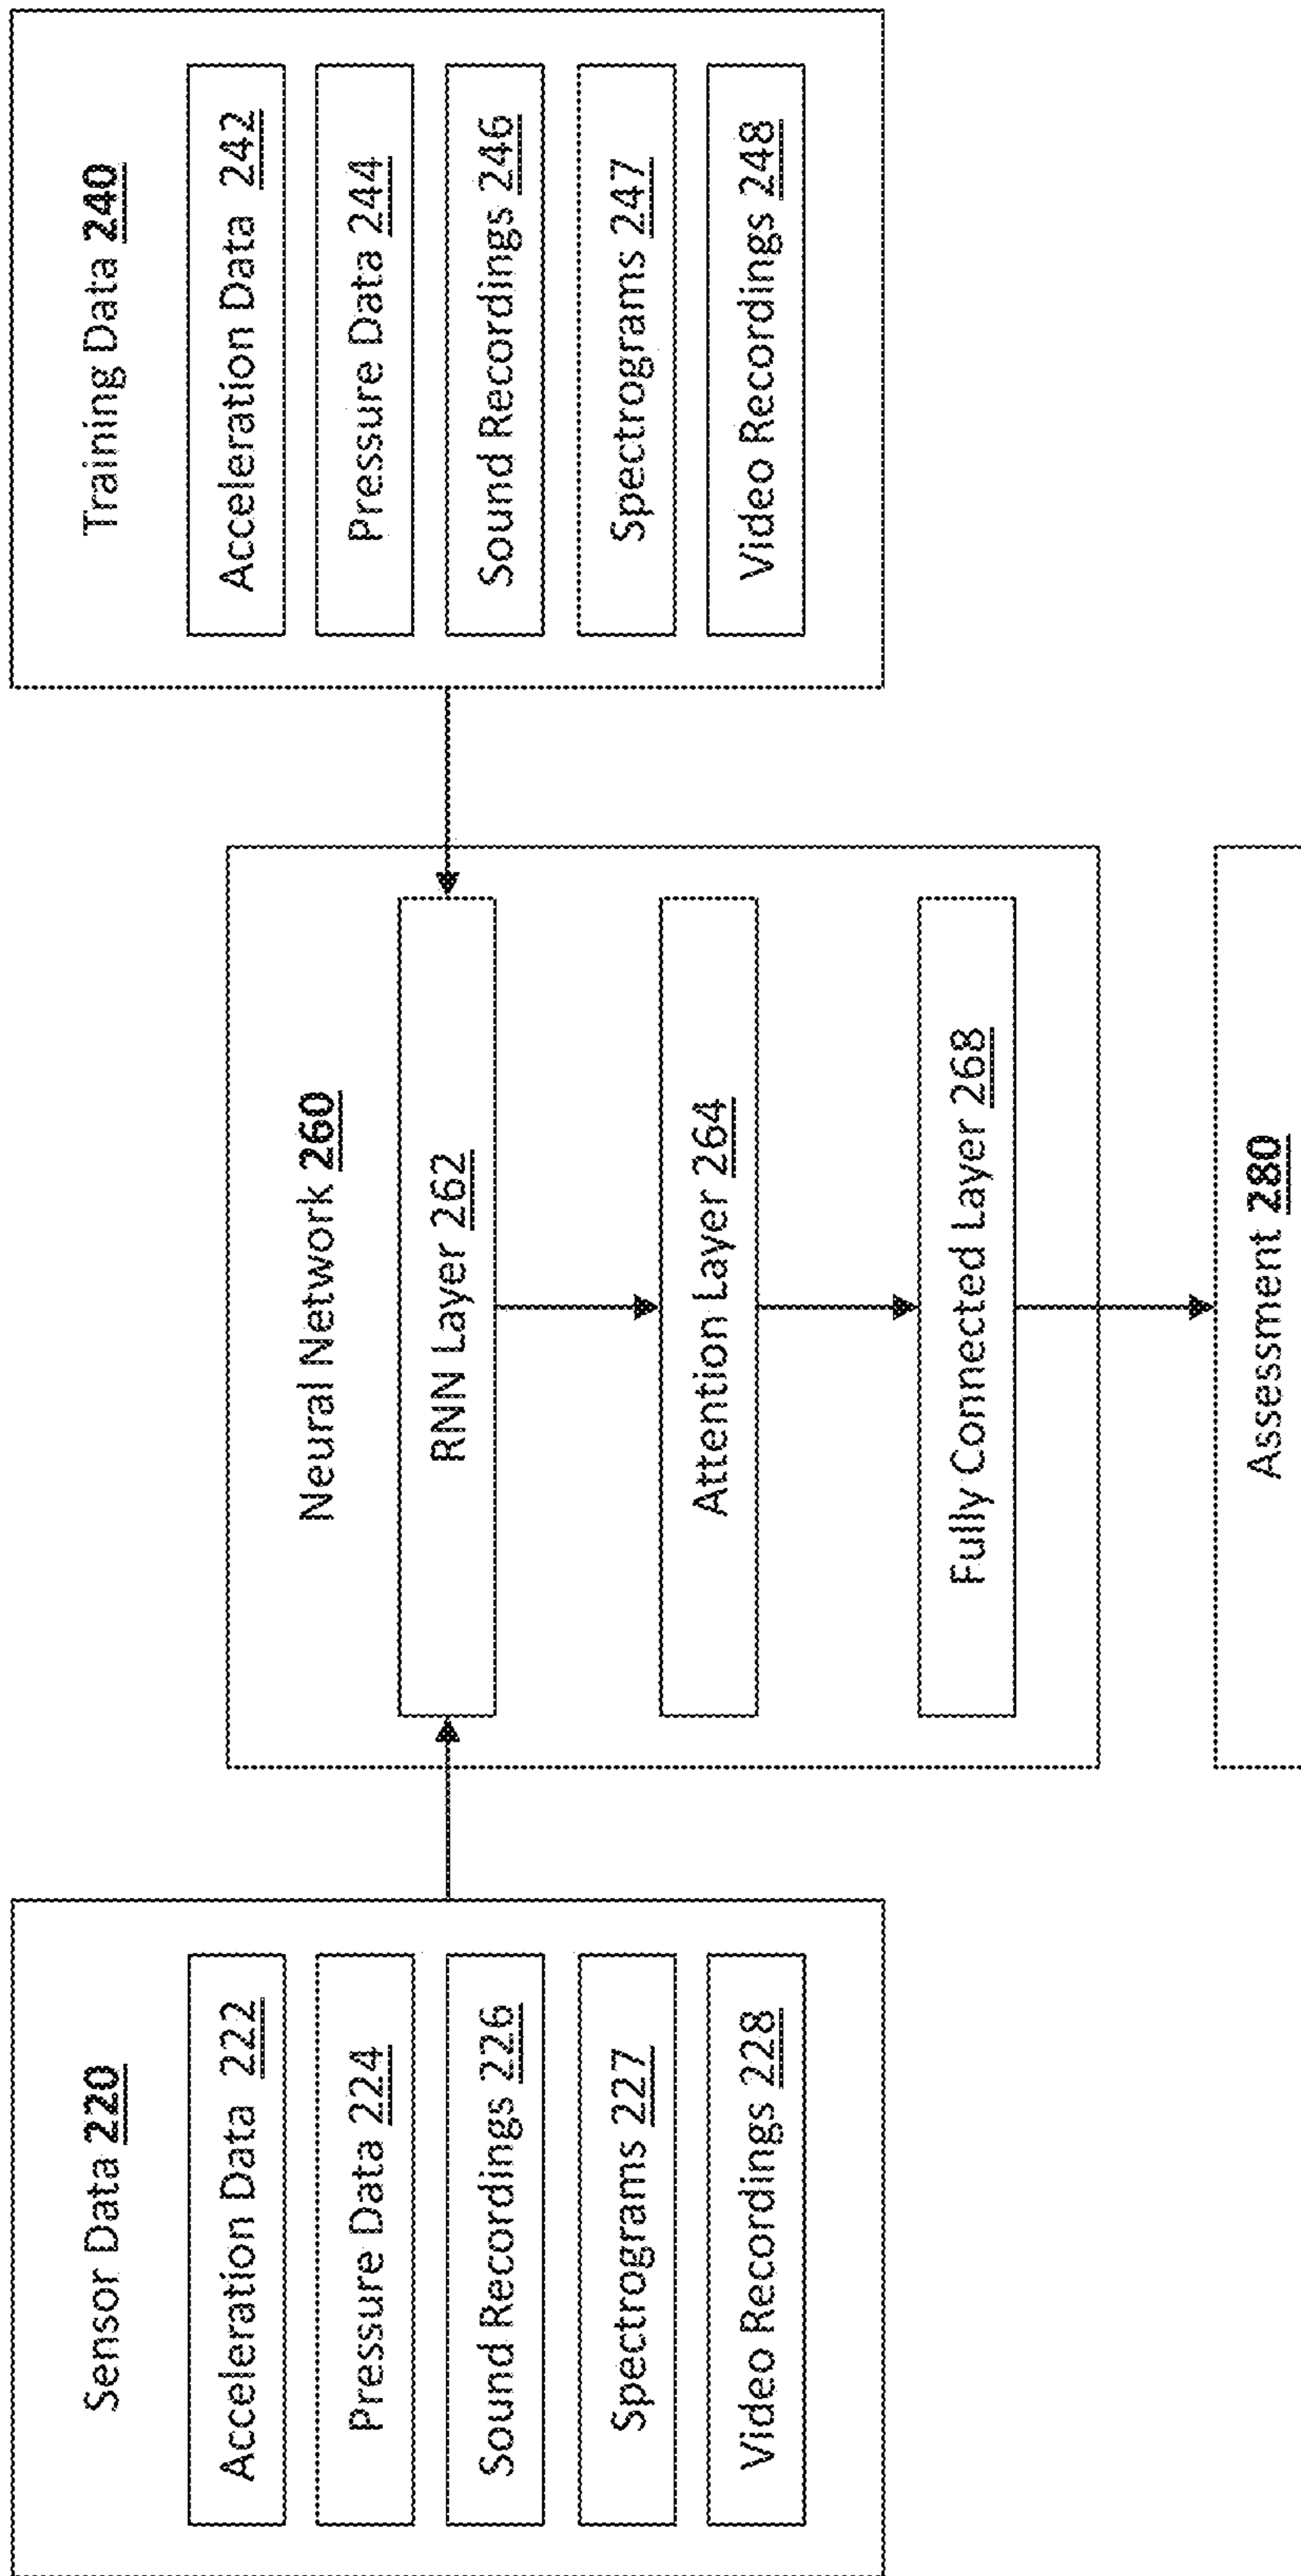 Sensor Data 220
Acceleration Data 222
Pressure Data 224
Sound Recordings 226
Spectrograms 227
Video Recordings 228
Neural Network 260
RNN Layer 262
Attention Layer 264
Fully Connected Layer 268
Assessment 280
Training Data 240
Acceleration Data 242
Pressure Data 244
Sound Recordings 246
Spectrograms 247
Video Recordings 248